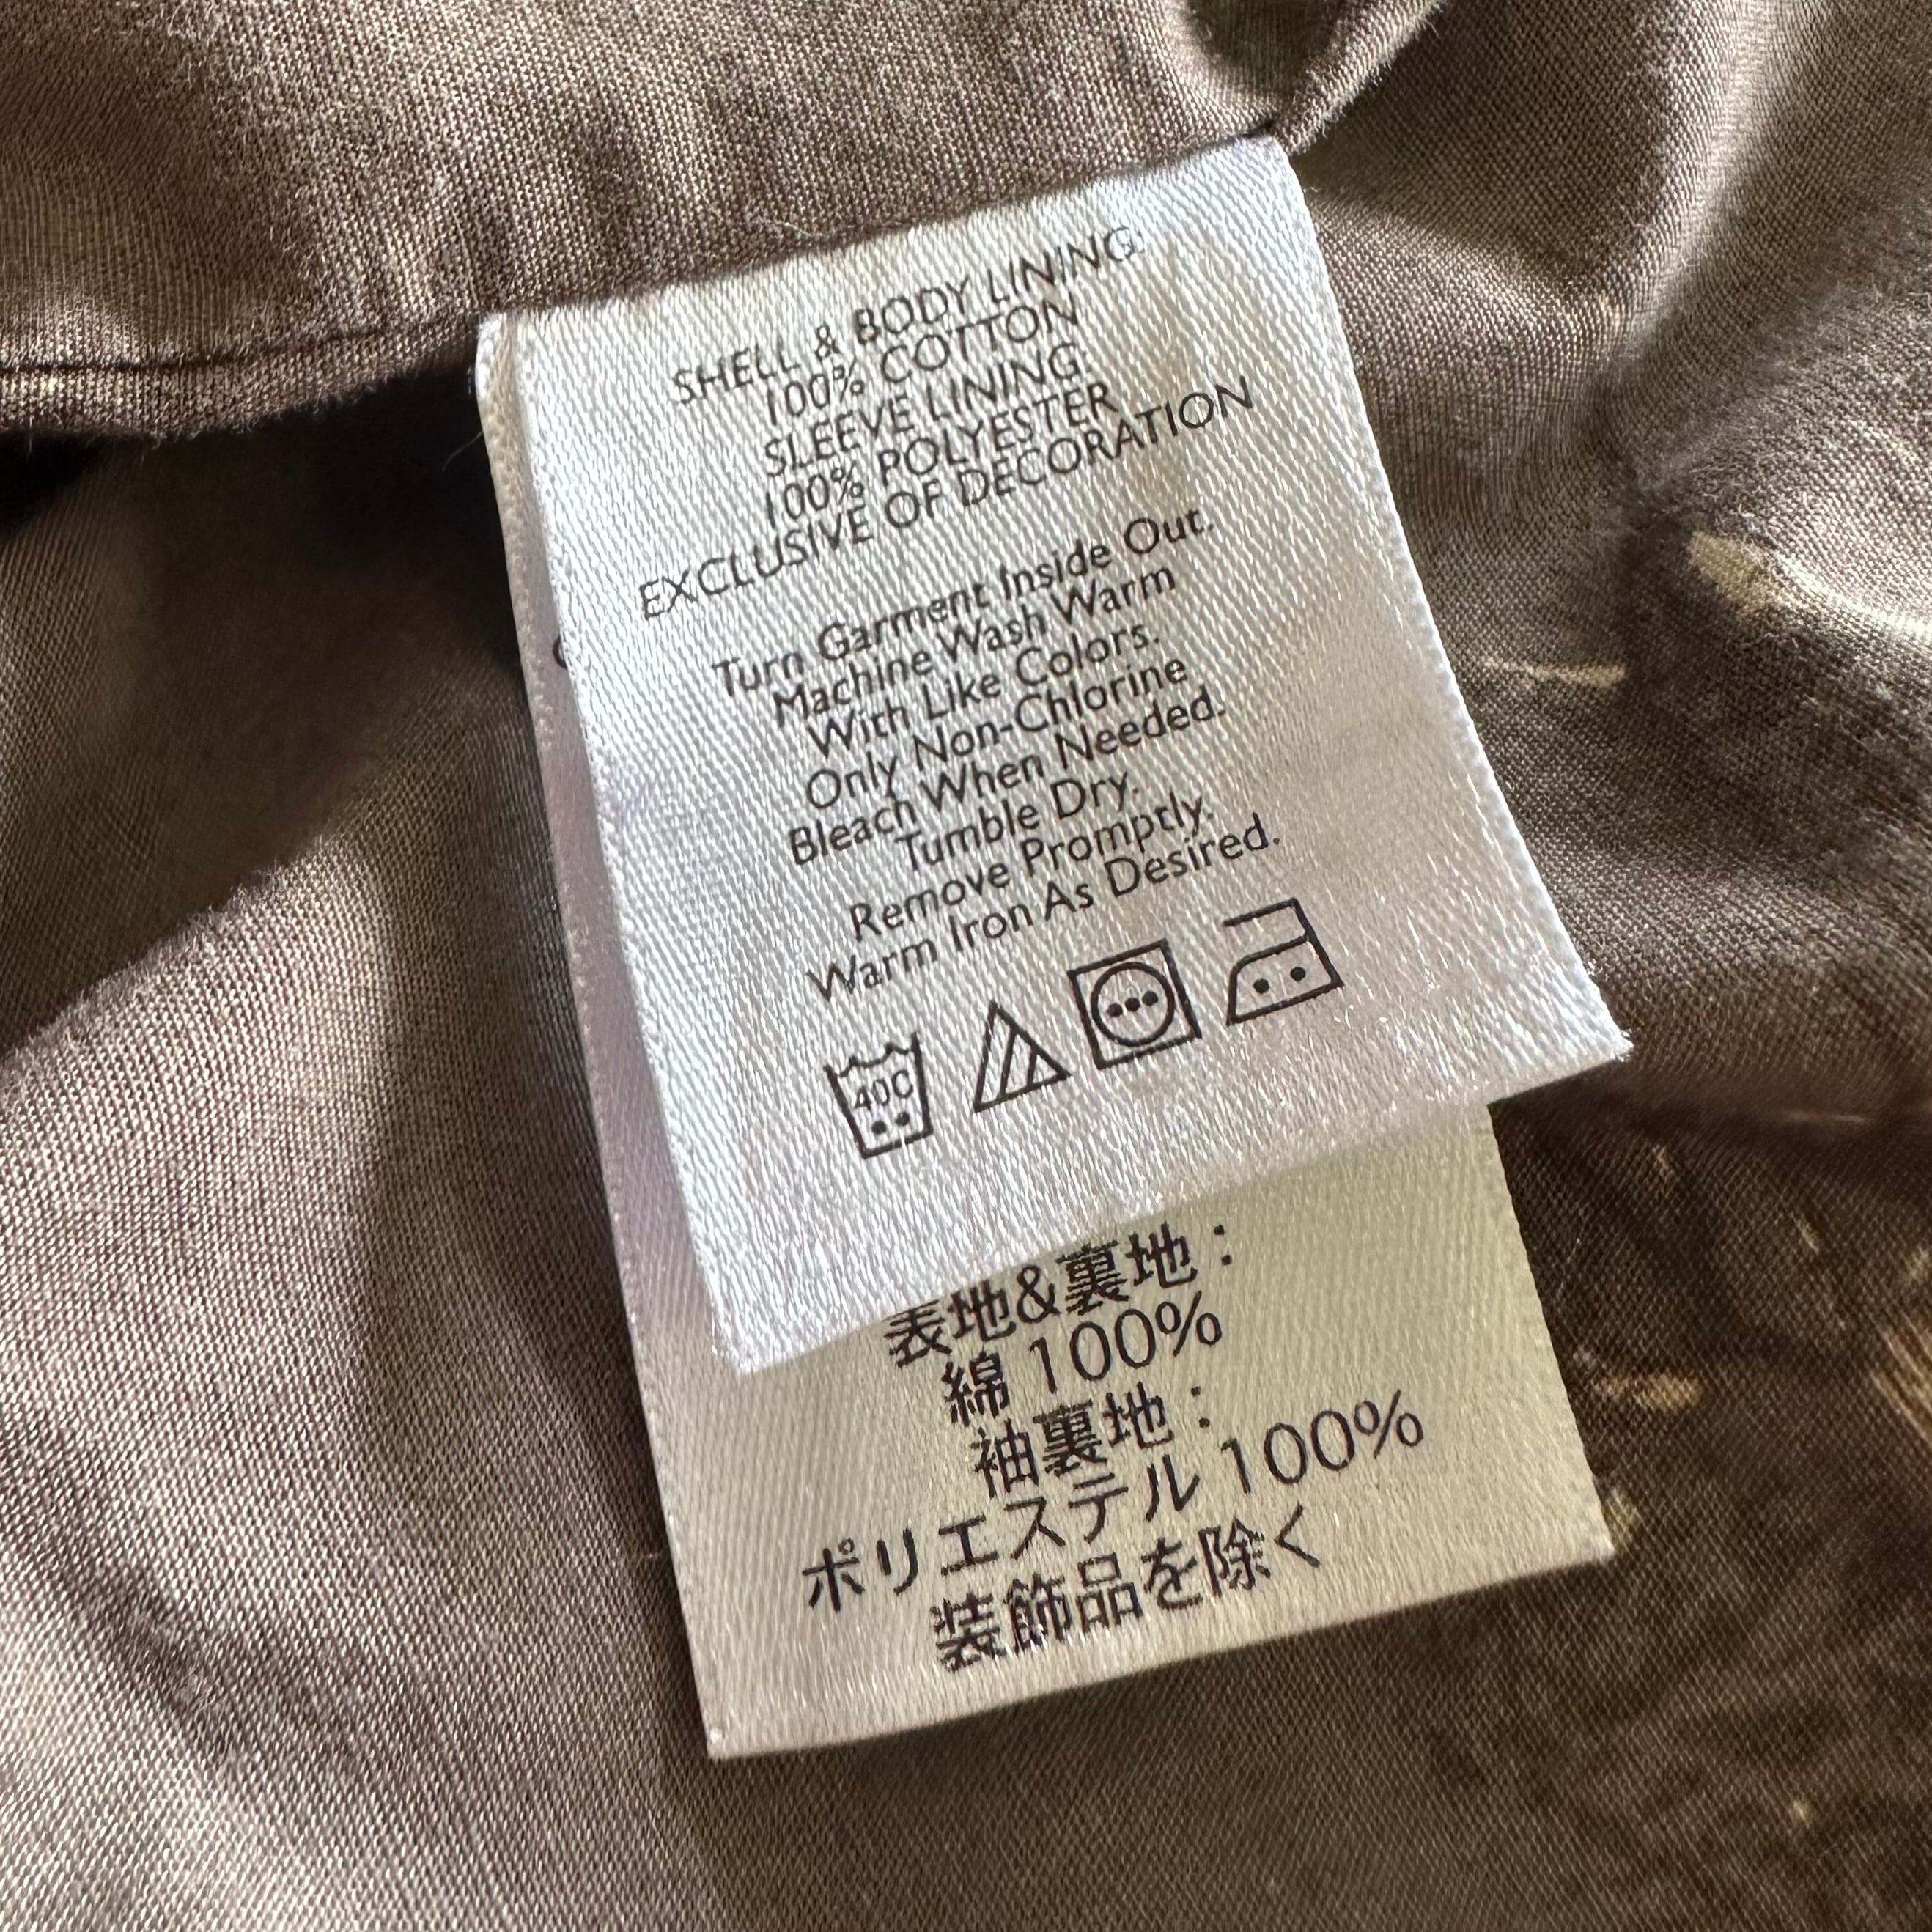 SHELL & BODY LINING:
100% COTTON
SLEEVE LINING:
100% POLYESTER
EXCLUSIVE OF DECORATION
Turn Garment Inside Out.
Machine Wash Warm
With Like Colors.
Only Non-Chlorine
Bleach When Needed.
Tumble Dry.
Remove Promptly.
Warm Iron As Desired.
40C
表地&裏地：
綿 100%
袖裏地：
ポリエステル 100%
装飾品を除く